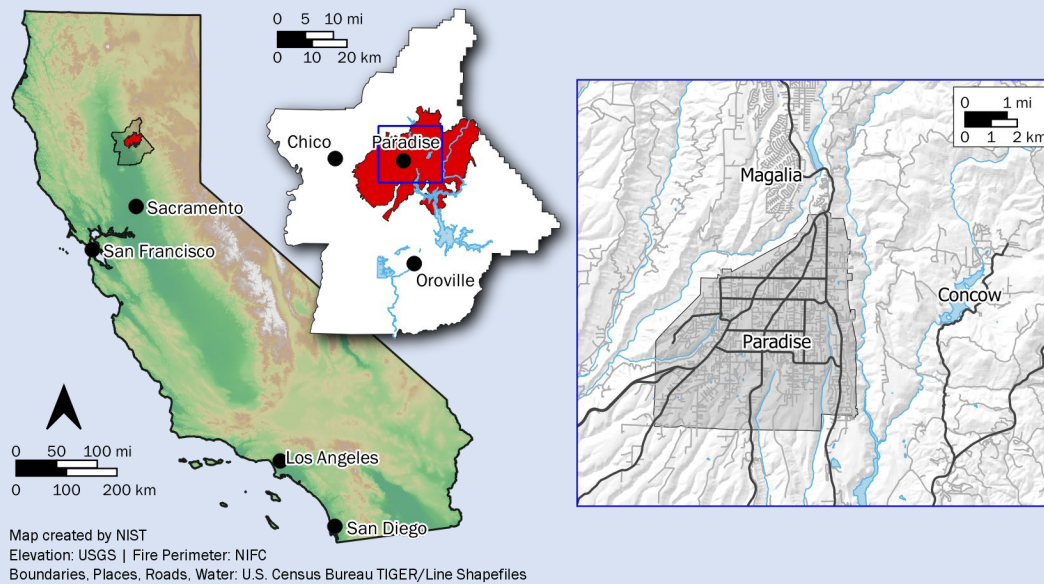 0 5 10 mi
0 10 20 km
Chico
Paradise
Oroville
Sacramento
San Francisco
Los Angeles
San Diego
0 50 100 mi
0 100 200 km
0 1 mi
0 1 2 km
Magalia
Concow
Paradise
Map created by NIST
Elevation: USGS | Fire Perimeter: NIFC
Boundaries, Places, Roads, Water: U.S. Census Bureau TIGER/Line Shapefiles